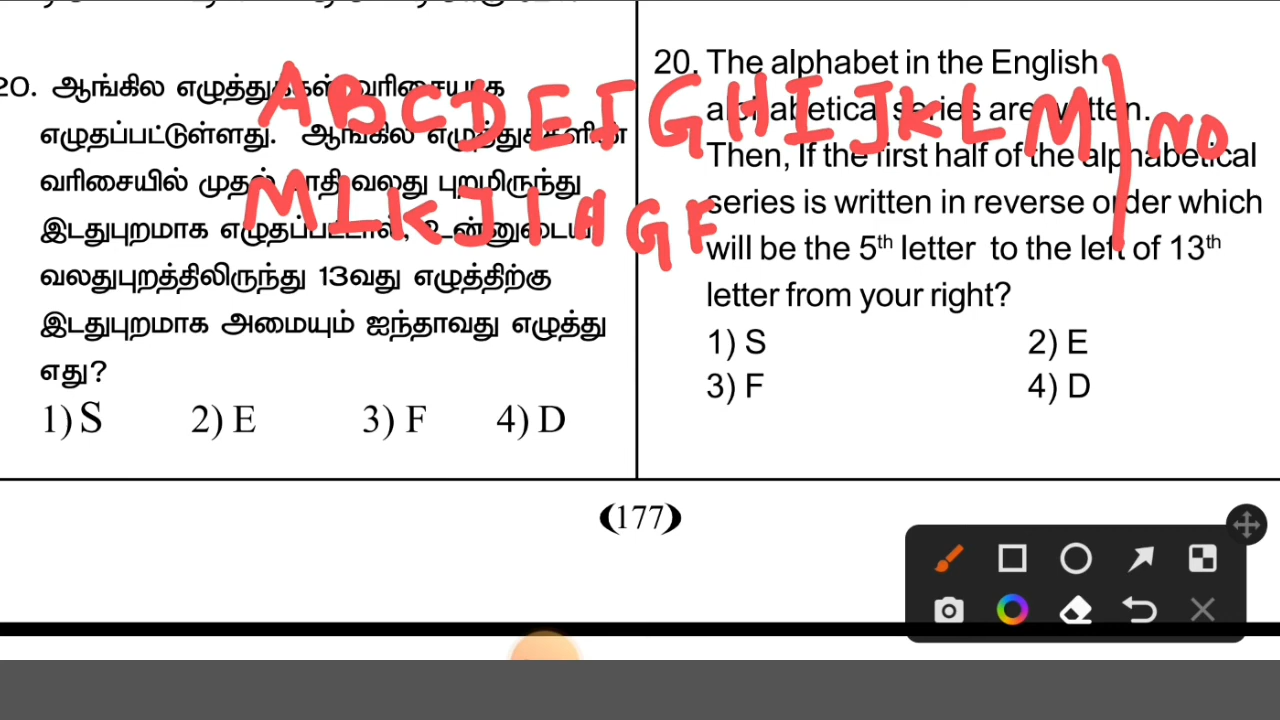 20. ஆங்கில எழுத்துக்கள் வரிசையாக
எழுதப்பட்டுள்ளது. ஆங்கில எழுத்துக்களின்
வரிசையில் முதல் பாதி வலது புறமிருந்து
இடதுபுறமாக எழுதப்பட்டால், உன்னுடைய
வலதுபுறத்திலிருந்து 13வது எழுத்திற்கு
இடதுபுறமாக அமையும் ஐந்தாவது எழுத்து
எது?
1) S 2) E 3) F 4) D
20. The alphabet in the English
alphabetical series are written.
Then, If the first half of the alphabetical
series is written in reverse order which
will be the 5th letter to the left of 13th
letter from your right?
1) S 2) E
3) F 4) D
A B C D E F G H I J K L M NO
M L K J I H G F
(177)